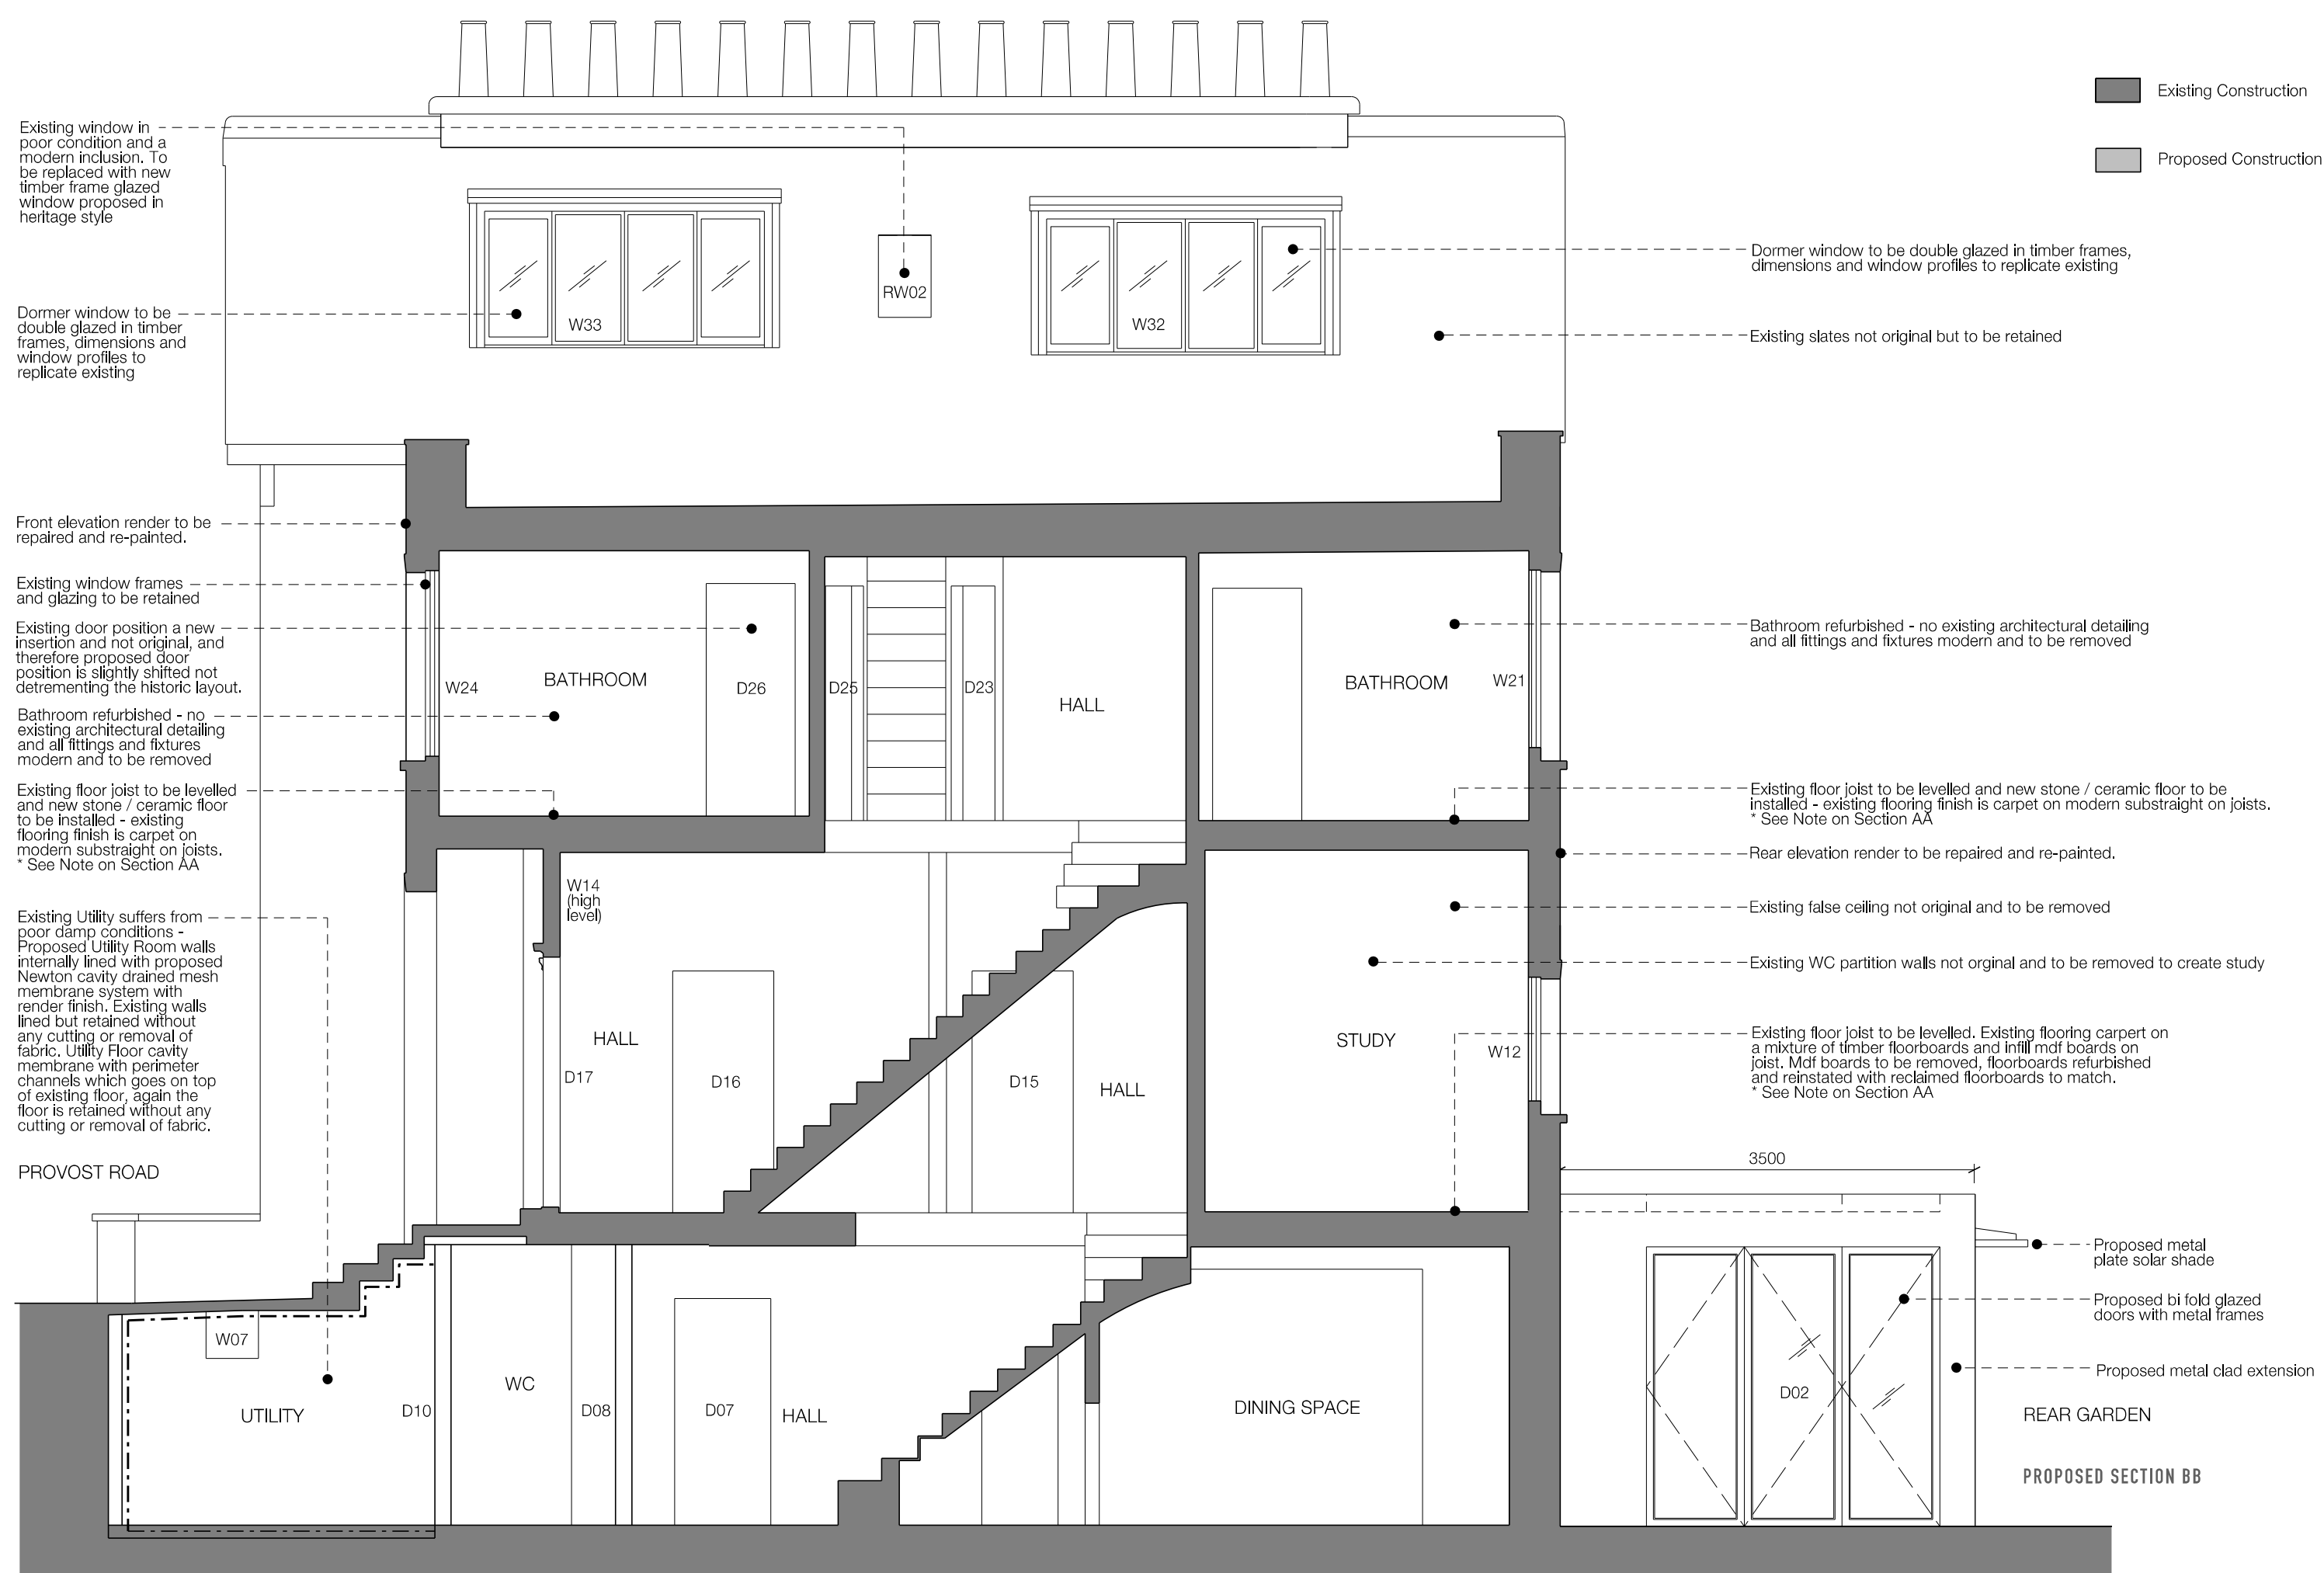 Existing Construction
Proposed Construction
Existing window in
poor condition and a
modern inclusion. To
be replaced with new
timber frame glazed
window proposed in
heritage style
Dormer window to be
double glazed in timber
frames, dimensions and
window profiles to
replicate existing
W33
RW02
W32
Dormer window to be double glazed in timber frames,
dimensions and window profiles to replicate existing
Existing slates not original but to be retained
Front elevation render to be
repaired and re-painted.
Existing window frames
and glazing to be retained
Existing door position a new
insertion and not original, and
therefore proposed door
position is slightly shifted not
detrementing the historic layout.
Bathroom refurbished - no
existing architectural detailing
and all fittings and fixtures
modern and to be removed
Existing floor joist to be levelled
and new stone / ceramic floor
to be installed - existing
flooring finish is carpet on
modern substraight on joists.
* See Note on Section AA
Existing Utility suffers from
poor damp conditions -
Proposed Utility Room walls
internally lined with proposed
Newton cavity drained mesh
membrane system with
render finish. Existing walls
lined but retained without
any cutting or removal of
fabric. Utility Floor cavity
membrane with perimeter
channels which goes on top
of existing floor, again the
floor is retained without any
cutting or removal of fabric.
PROVOST ROAD
W24
BATHROOM
D26
D25
D23
HALL
BATHROOM
W21
Bathroom refurbished - no existing architectural detailing
and all fittings and fixtures modern and to be removed
Existing floor joist to be levelled and new stone / ceramic floor to be
installed - existing flooring finish is carpet on modern substraight on joists.
* See Note on Section AA
Rear elevation render to be repaired and re-painted.
Existing false ceiling not original and to be removed
Existing WC partition walls not orginal and to be removed to create study
Existing floor joist to be levelled. Existing flooring carpert on
a mixture of timber floorboards and infill mdf boards on
joist. Mdf boards to be removed, floorboards refurbished
and reinstated with reclaimed floorboards to match.
* See Note on Section AA
W14
(high
level)
HALL
D17
D16
D15
HALL
STUDY
W12
3500
Proposed metal
plate solar shade
Proposed bi fold glazed
doors with metal frames
Proposed metal clad extension
W07
UTILITY
D10
WC
D08
D07
HALL
DINING SPACE
D02
REAR GARDEN
PROPOSED SECTION BB